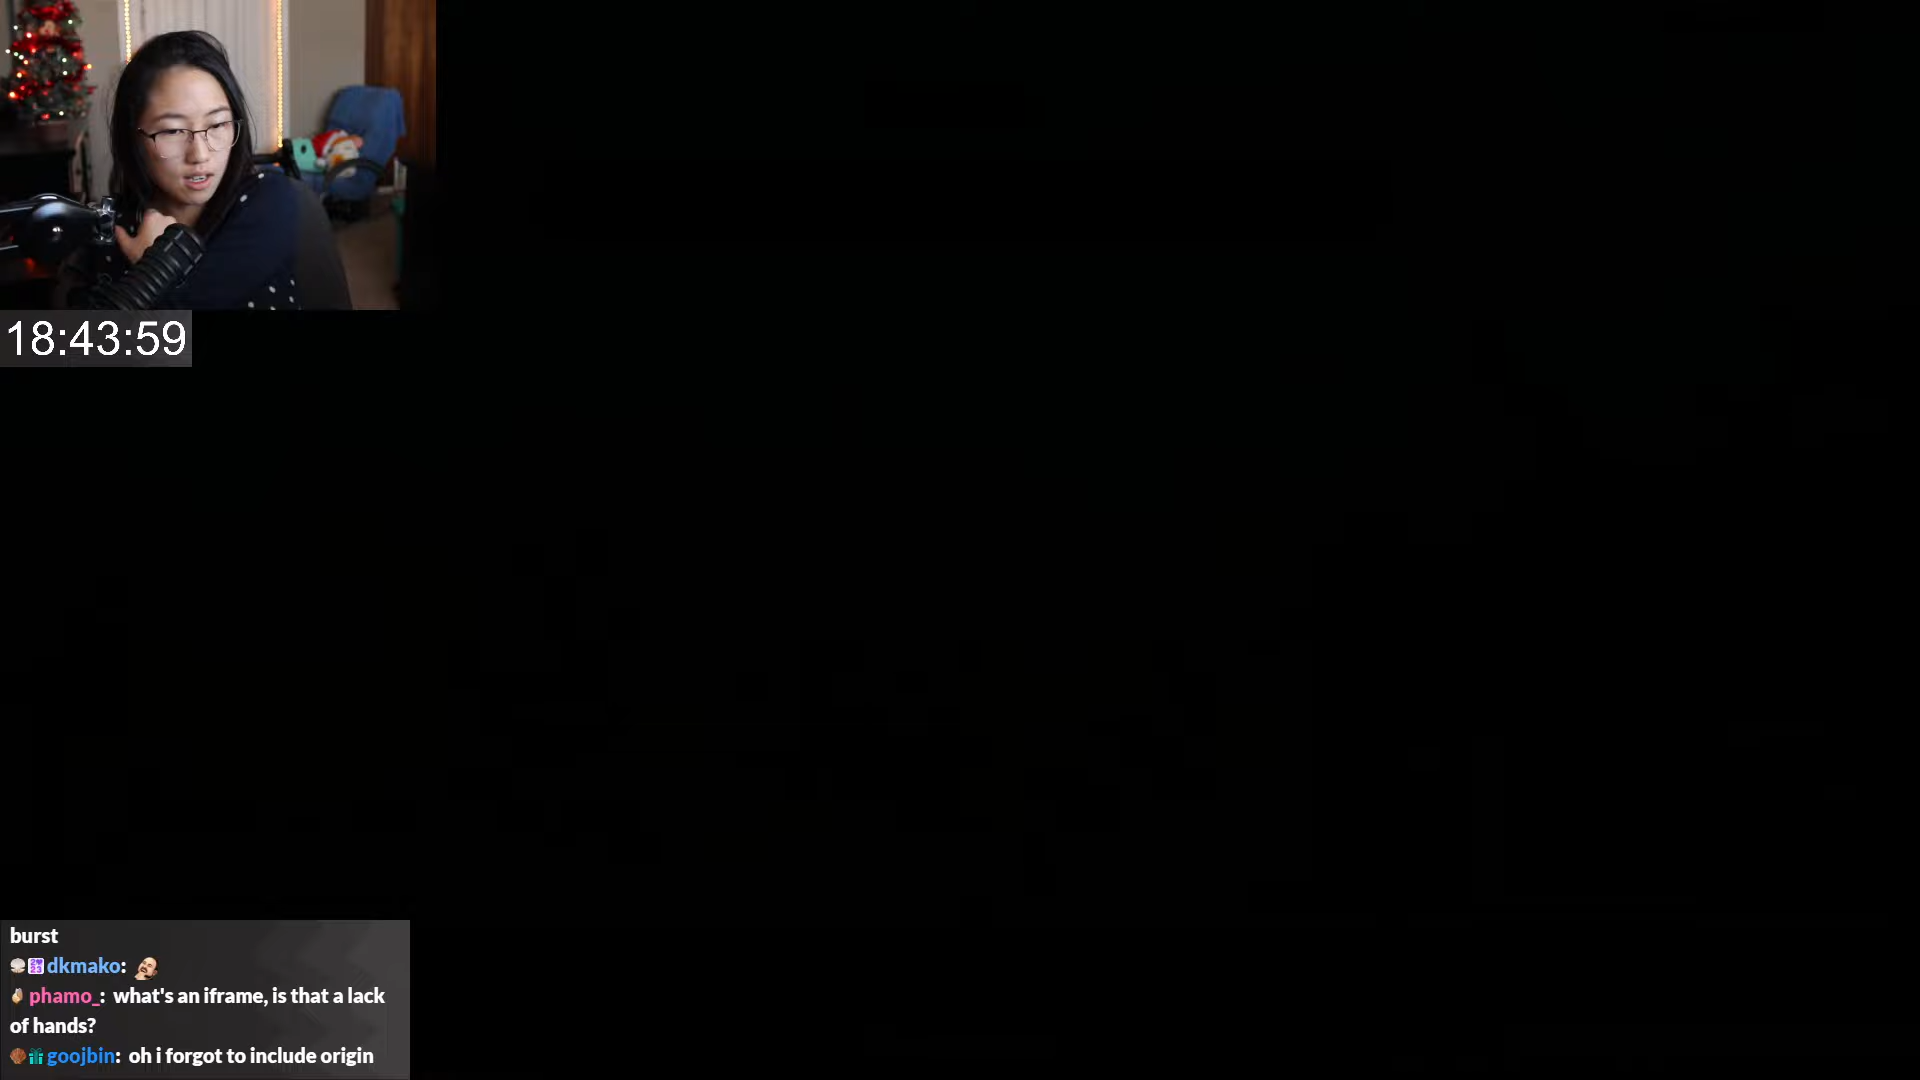 18:43:59
burst
dkmako:
phamo_: what's an iframe, is that a lack
of hands?
goojbin: oh i forgot to include origin